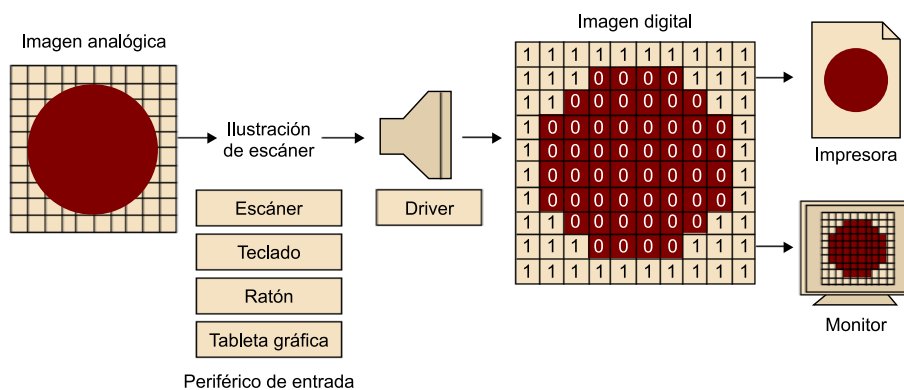 Imagen analógica
Ilustración
de escáner
Escáner
Teclado
Ratón
Tableta gráfica
Periférico de entrada
Driver
Imagen digital
1 1 1 1 1 1 1 1 1 1
1 1 1 0 0 0 0 1 1 1
1 1 0 0 0 0 0 0 1 1
1 0 0 0 0 0 0 0 0 1
1 0 0 0 0 0 0 0 0 1
1 0 0 0 0 0 0 0 0 1
1 0 0 0 0 0 0 0 0 1
1 1 0 0 0 0 0 0 1 1
1 1 1 0 0 0 0 1 1 1
1 1 1 1 1 1 1 1 1 1
Impresora
Monitor